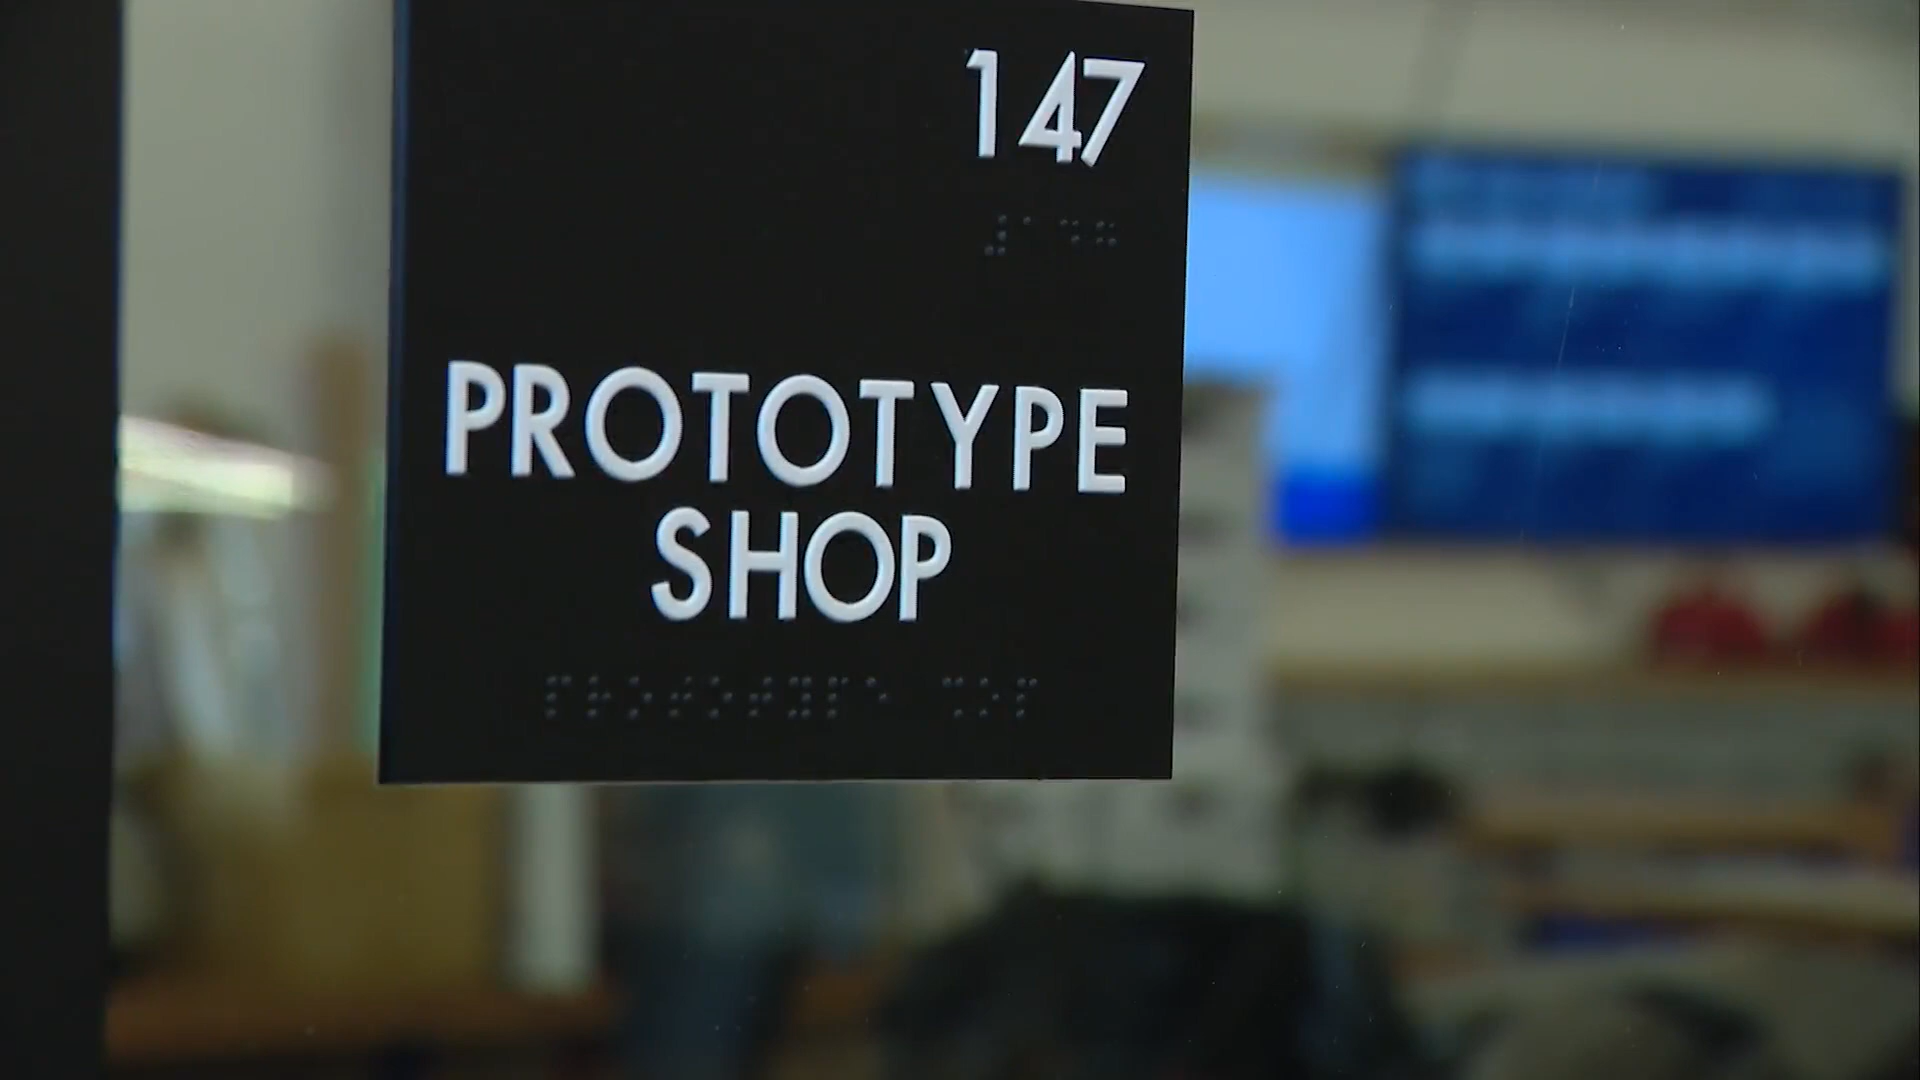 147
⠼⠁⠙⠛
PROTOTYPE
SHOP
⠏⠗⠕⠞⠕⠞⠽⠏⠑ ⠩⠕⠏